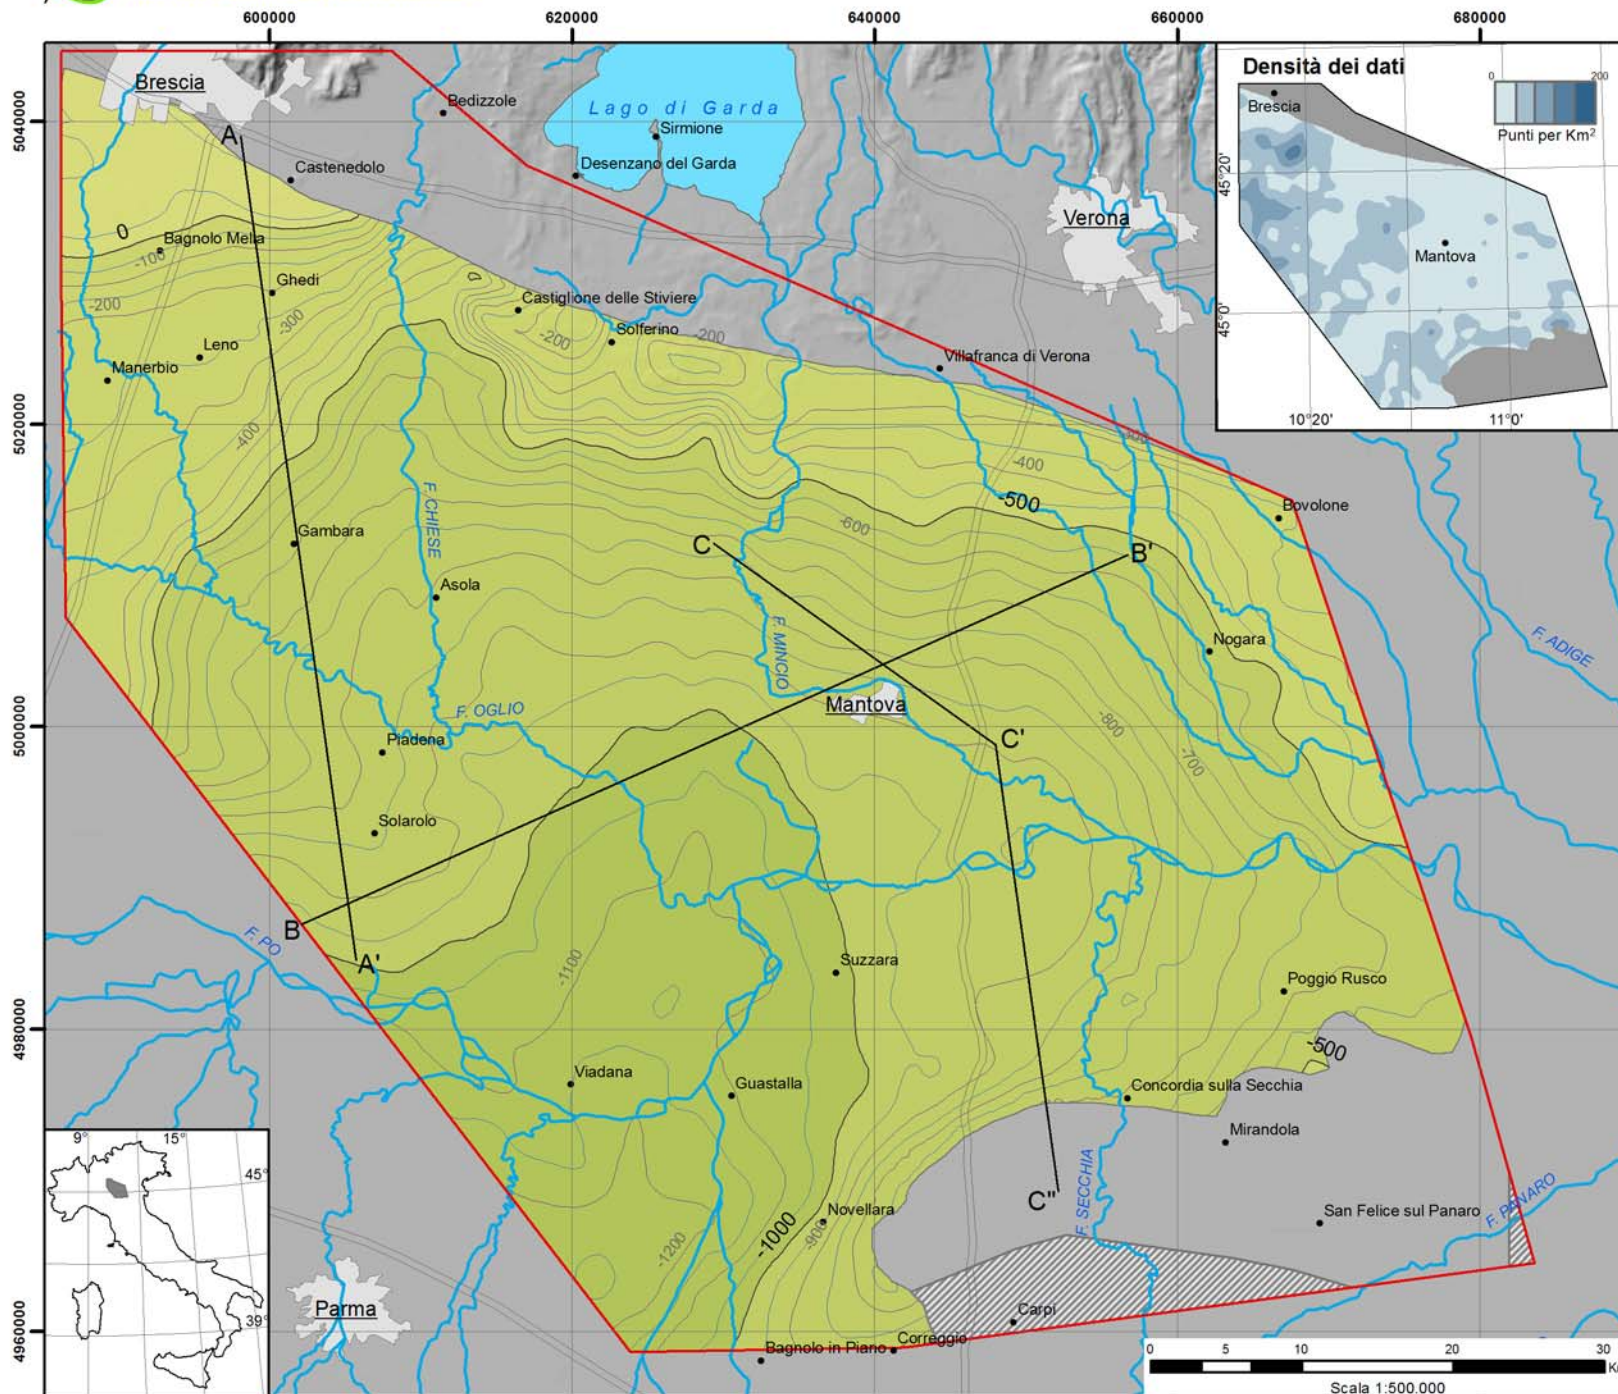 600000
620000
640000
660000
680000
5040000
5020000
5000000
4980000
4960000
Brescia
Bedizzole
Lago di Garda
Sirmione
Desenzano del Garda
A
Castenedolo
Verona
0
Bagnolo Mella
-100
Ghedi
-200
-300
Castiglione delle Stiviere
-200
Solferino
-200
Leno
Manerbio
Villafranca di Verona
-400
-400
-500
Bovolone
F. CHIESE
-600
Gambara
C
B'
Asola
F. MINCIO
Nogara
F. ADIGE
F. OGLIO
Mantova
-800
-700
C'
Piadena
Solarolo
B
F. PO
A'
-1100
Suzzara
Poggio Rusco
-500
Viadana
Guastalla
Concordia sulla Secchia
Mirandola
C"
F. SECCHIA
San Felice sul Panaro
F. PANARO
Novellara
-1000
-900
-1200
Parma
Carpi
Correggio
Bagnolo in Piano
Densità dei dati
0
200
Punti per Km2
Brescia
Mantova
45°20'
45°0'
10°20'
11°0'
9°
15°
45°
39°
0
5
10
20
30
Scala 1:500.000